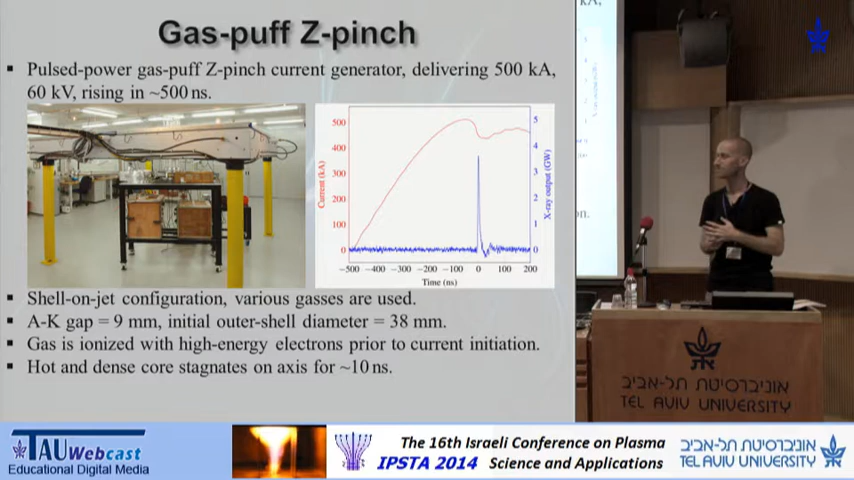 Gas-puff Z-pinch
▪ Pulsed-power gas-puff Z-pinch current generator, delivering 500 kA,
60 kV, rising in ~500 ns.
500
400
300
200
100
0
Current (kA)
5
4
3
2
1
0
X-ray output (GW)
-500 -400 -300 -200 -100 0 100 200
Time (ns)
▪ Shell-on-jet configuration, various gasses are used.
▪ A-K gap = 9 mm, initial outer-shell diameter = 38 mm.
▪ Gas is ionized with high-energy electrons prior to current initiation.
▪ Hot and dense core stagnates on axis for ~10 ns.
kA,
on.
אוניברסיטת תל-אביב
TEL AVIV UNIVERSITY
TAU Webcast
Educational Digital Media
The 16th Israeli Conference on Plasma
IPSTA 2014 Science and Applications
אוניברסיטת תל-אביב
TEL AVIV UNIVERSITY